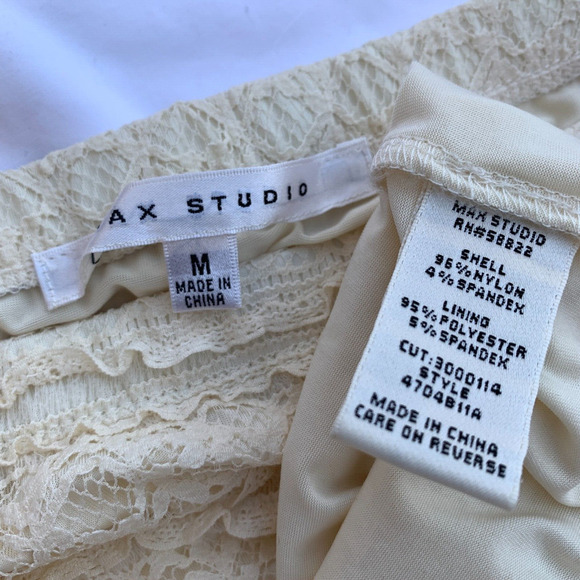 MAX STUDIO
M
MADE IN
CHINA
MAX STUDIO
RN#58822
SHELL
96%NYLON
4%SPANDEX
LINING
95%POLYESTER
5%SPANDEX
CUT:3000114
STYLE
4704B11A
MADE IN CHINA
CARE ON REVERSE